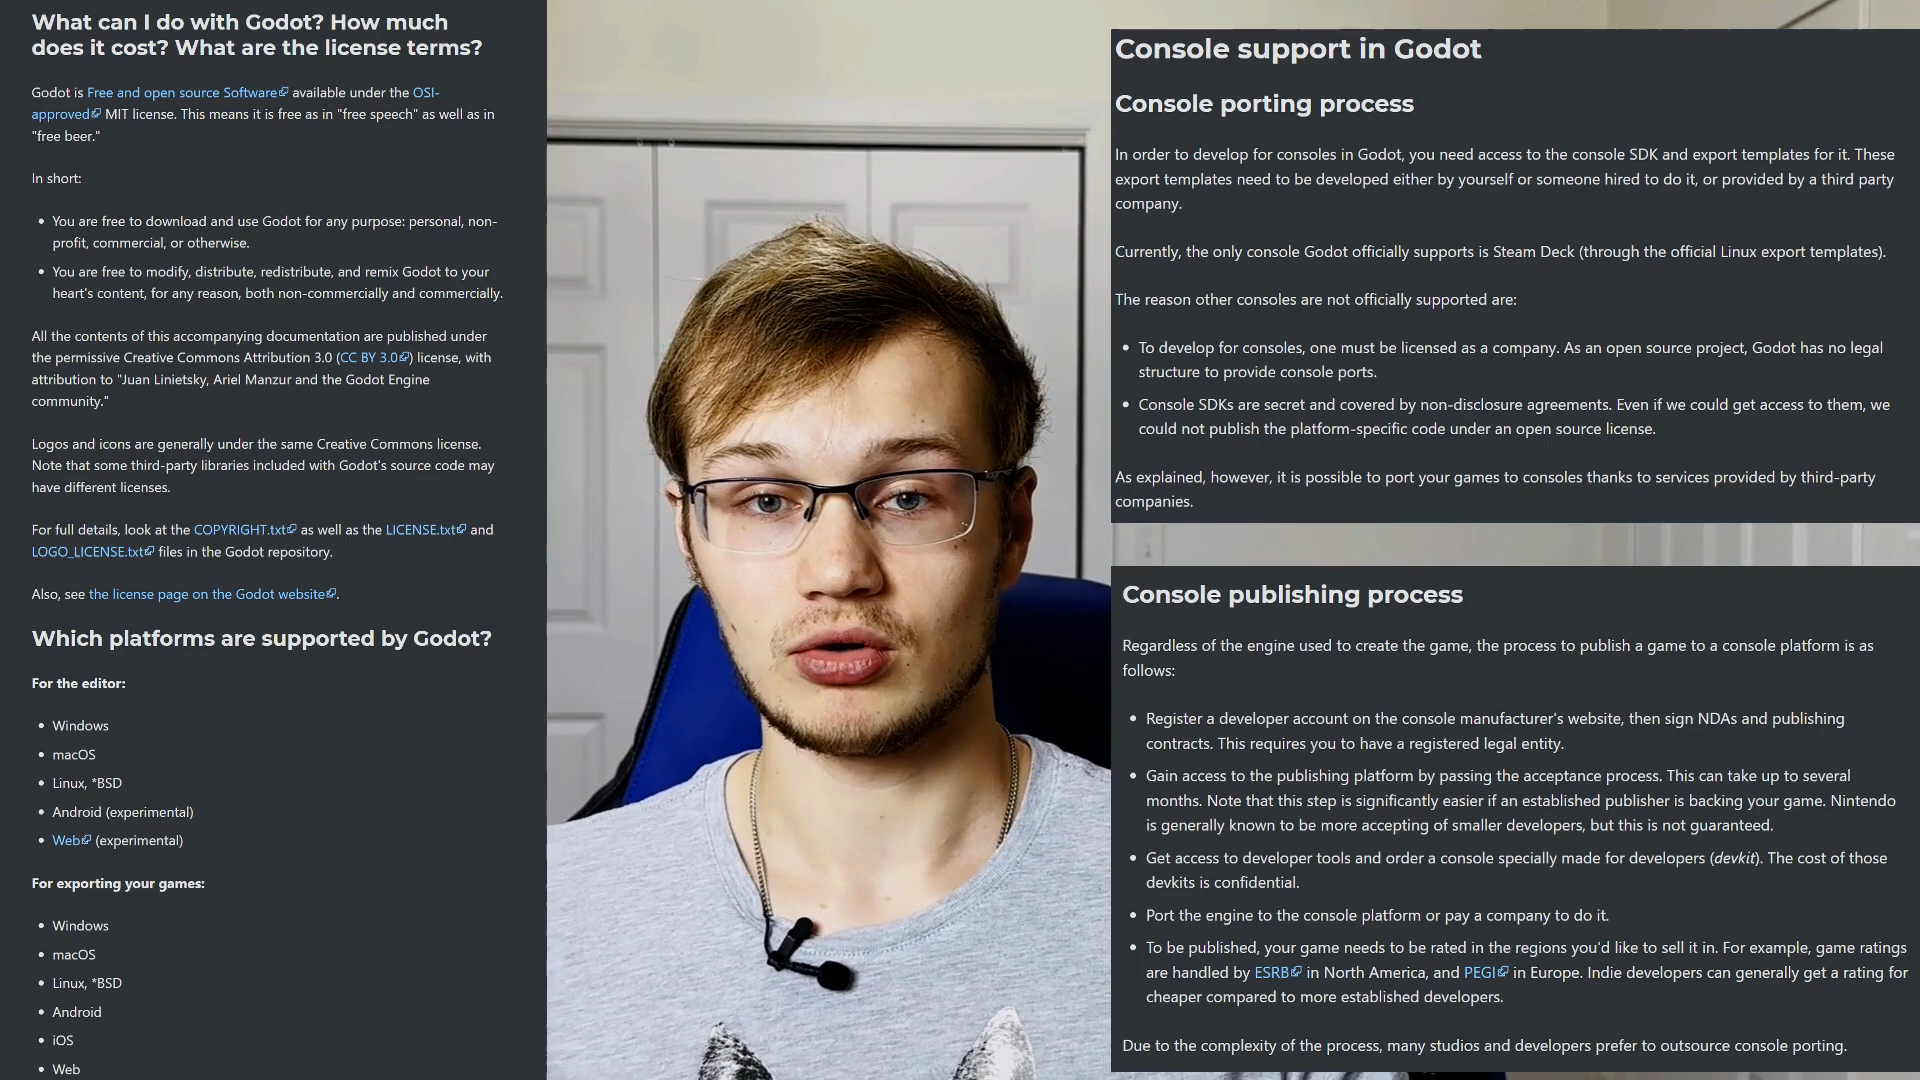 What can I do with Godot? How much
does it cost? What are the license terms?
Godot is Free and open source Software available under the OSI-
approved MIT license. This means it is free as in "free speech" as well as in
"free beer."
In short:
• You are free to download and use Godot for any purpose: personal, non-
profit, commercial, or otherwise.
• You are free to modify, distribute, redistribute, and remix Godot to your
heart's content, for any reason, both non-commercially and commercially.
All the contents of this accompanying documentation are published under
the permissive Creative Commons Attribution 3.0 (CC BY 3.0) license, with
attribution to "Juan Linietsky, Ariel Manzur and the Godot Engine
community."
Logos and icons are generally under the same Creative Commons license.
Note that some third-party libraries included with Godot's source code may
have different licenses.
For full details, look at the COPYRIGHT.txt as well as the LICENSE.txt and
LOGO_LICENSE.txt files in the Godot repository.
Also, see the license page on the Godot website.
Which platforms are supported by Godot?
For the editor:
• Windows
• macOS
• Linux, *BSD
• Android (experimental)
• Web (experimental)
For exporting your games:
• Windows
• macOS
• Linux, *BSD
• Android
• iOS
• Web
Console support in Godot
Console porting process
In order to develop for consoles in Godot, you need access to the console SDK and export templates for it. These
export templates need to be developed either by yourself or someone hired to do it, or provided by a third party
company.
Currently, the only console Godot officially supports is Steam Deck (through the official Linux export templates).
The reason other consoles are not officially supported are:
• To develop for consoles, one must be licensed as a company. As an open source project, Godot has no legal
structure to provide console ports.
• Console SDKs are secret and covered by non-disclosure agreements. Even if we could get access to them, we
could not publish the platform-specific code under an open source license.
As explained, however, it is possible to port your games to consoles thanks to services provided by third-party
companies.
Console publishing process
Regardless of the engine used to create the game, the process to publish a game to a console platform is as
follows:
• Register a developer account on the console manufacturer's website, then sign NDAs and publishing
contracts. This requires you to have a registered legal entity.
• Gain access to the publishing platform by passing the acceptance process. This can take up to several
months. Note that this step is significantly easier if an established publisher is backing your game. Nintendo
is generally known to be more accepting of smaller developers, but this is not guaranteed.
• Get access to developer tools and order a console specially made for developers (devkit). The cost of those
devkits is confidential.
• Port the engine to the console platform or pay a company to do it.
• To be published, your game needs to be rated in the regions you'd like to sell it in. For example, game ratings
are handled by ESRB in North America, and PEGI in Europe. Indie developers can generally get a rating for
cheaper compared to more established developers.
Due to the complexity of the process, many studios and developers prefer to outsource console porting.